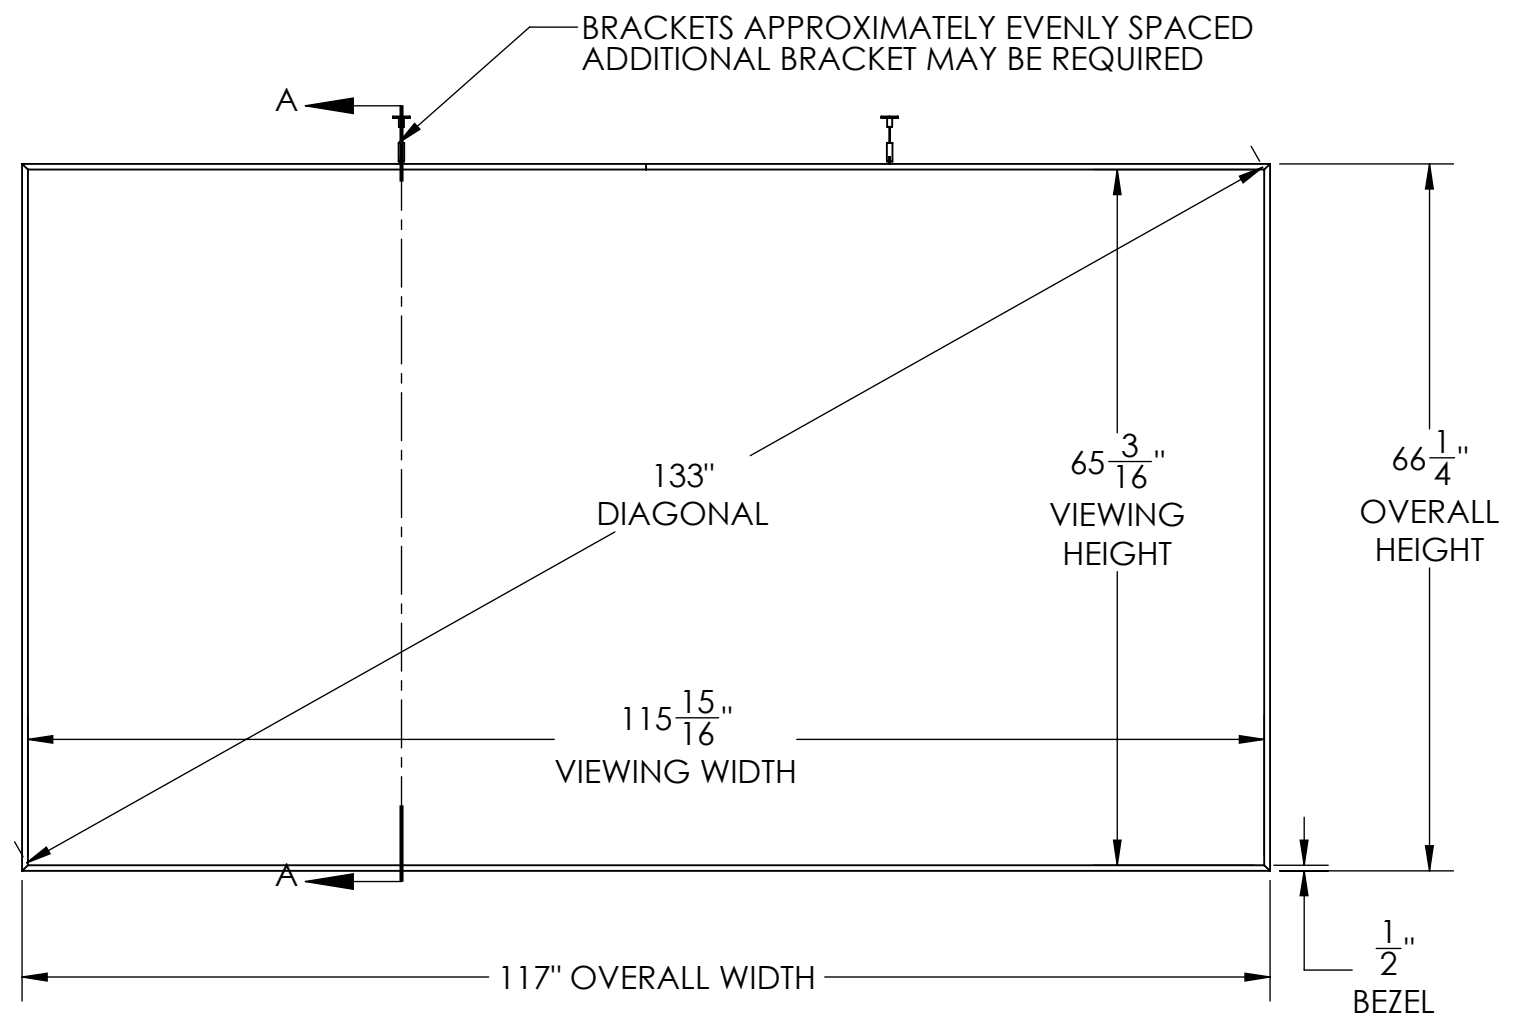 BRACKETS APPROXIMATELY EVENLY SPACED
ADDITIONAL BRACKET MAY BE REQUIRED
A
133"
DIAGONAL
65 3/16"
VIEWING
HEIGHT
66 1/4"
OVERALL
HEIGHT
115 15/16"
VIEWING WIDTH
A
117" OVERALL WIDTH
1/2"
BEZEL